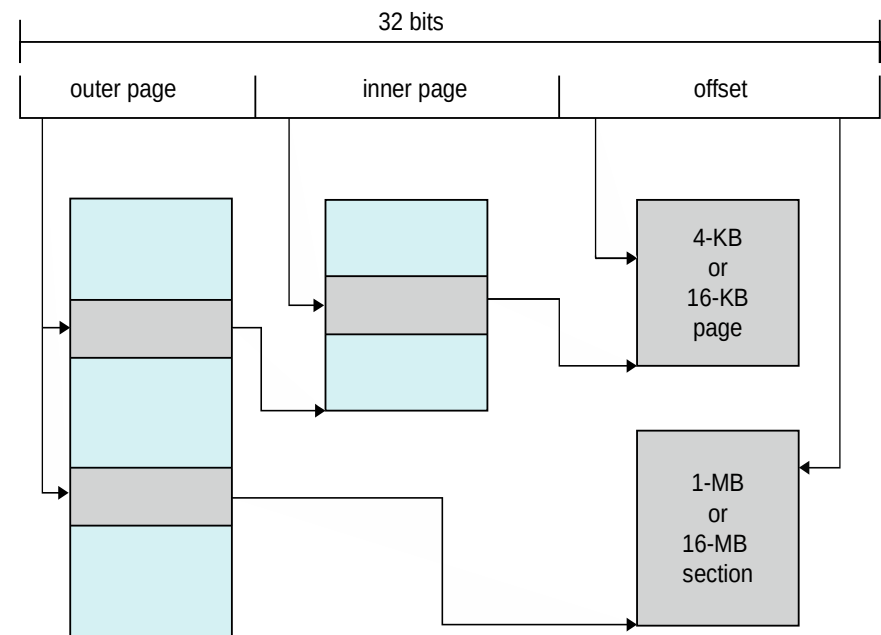 32 bits
outer page
inner page
offset
4-KB
or
16-KB
page
1-MB
or
16-MB
section